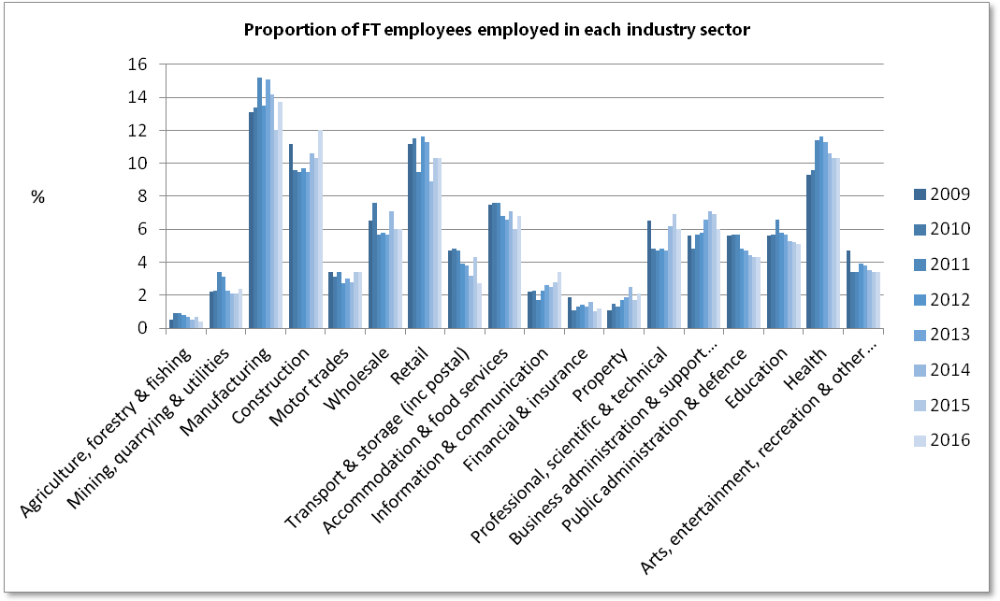 Proportion of FT employees employed in each industry sector
%
16
14
12
10
8
6
4
2
0
Agriculture, forestry & fishing
Mining, quarrying & utilities
Manufacturing
Construction
Motor trades
Wholesale
Retail
Transport & storage (inc postal)
Accommodation & food services
Information & communication
Financial & insurance
Property
Professional, scientific & technical
Business administration & support...
Public administration & defence
Education
Health
Arts, entertainment, recreation & other...
2009
2010
2011
2012
2013
2014
2015
2016